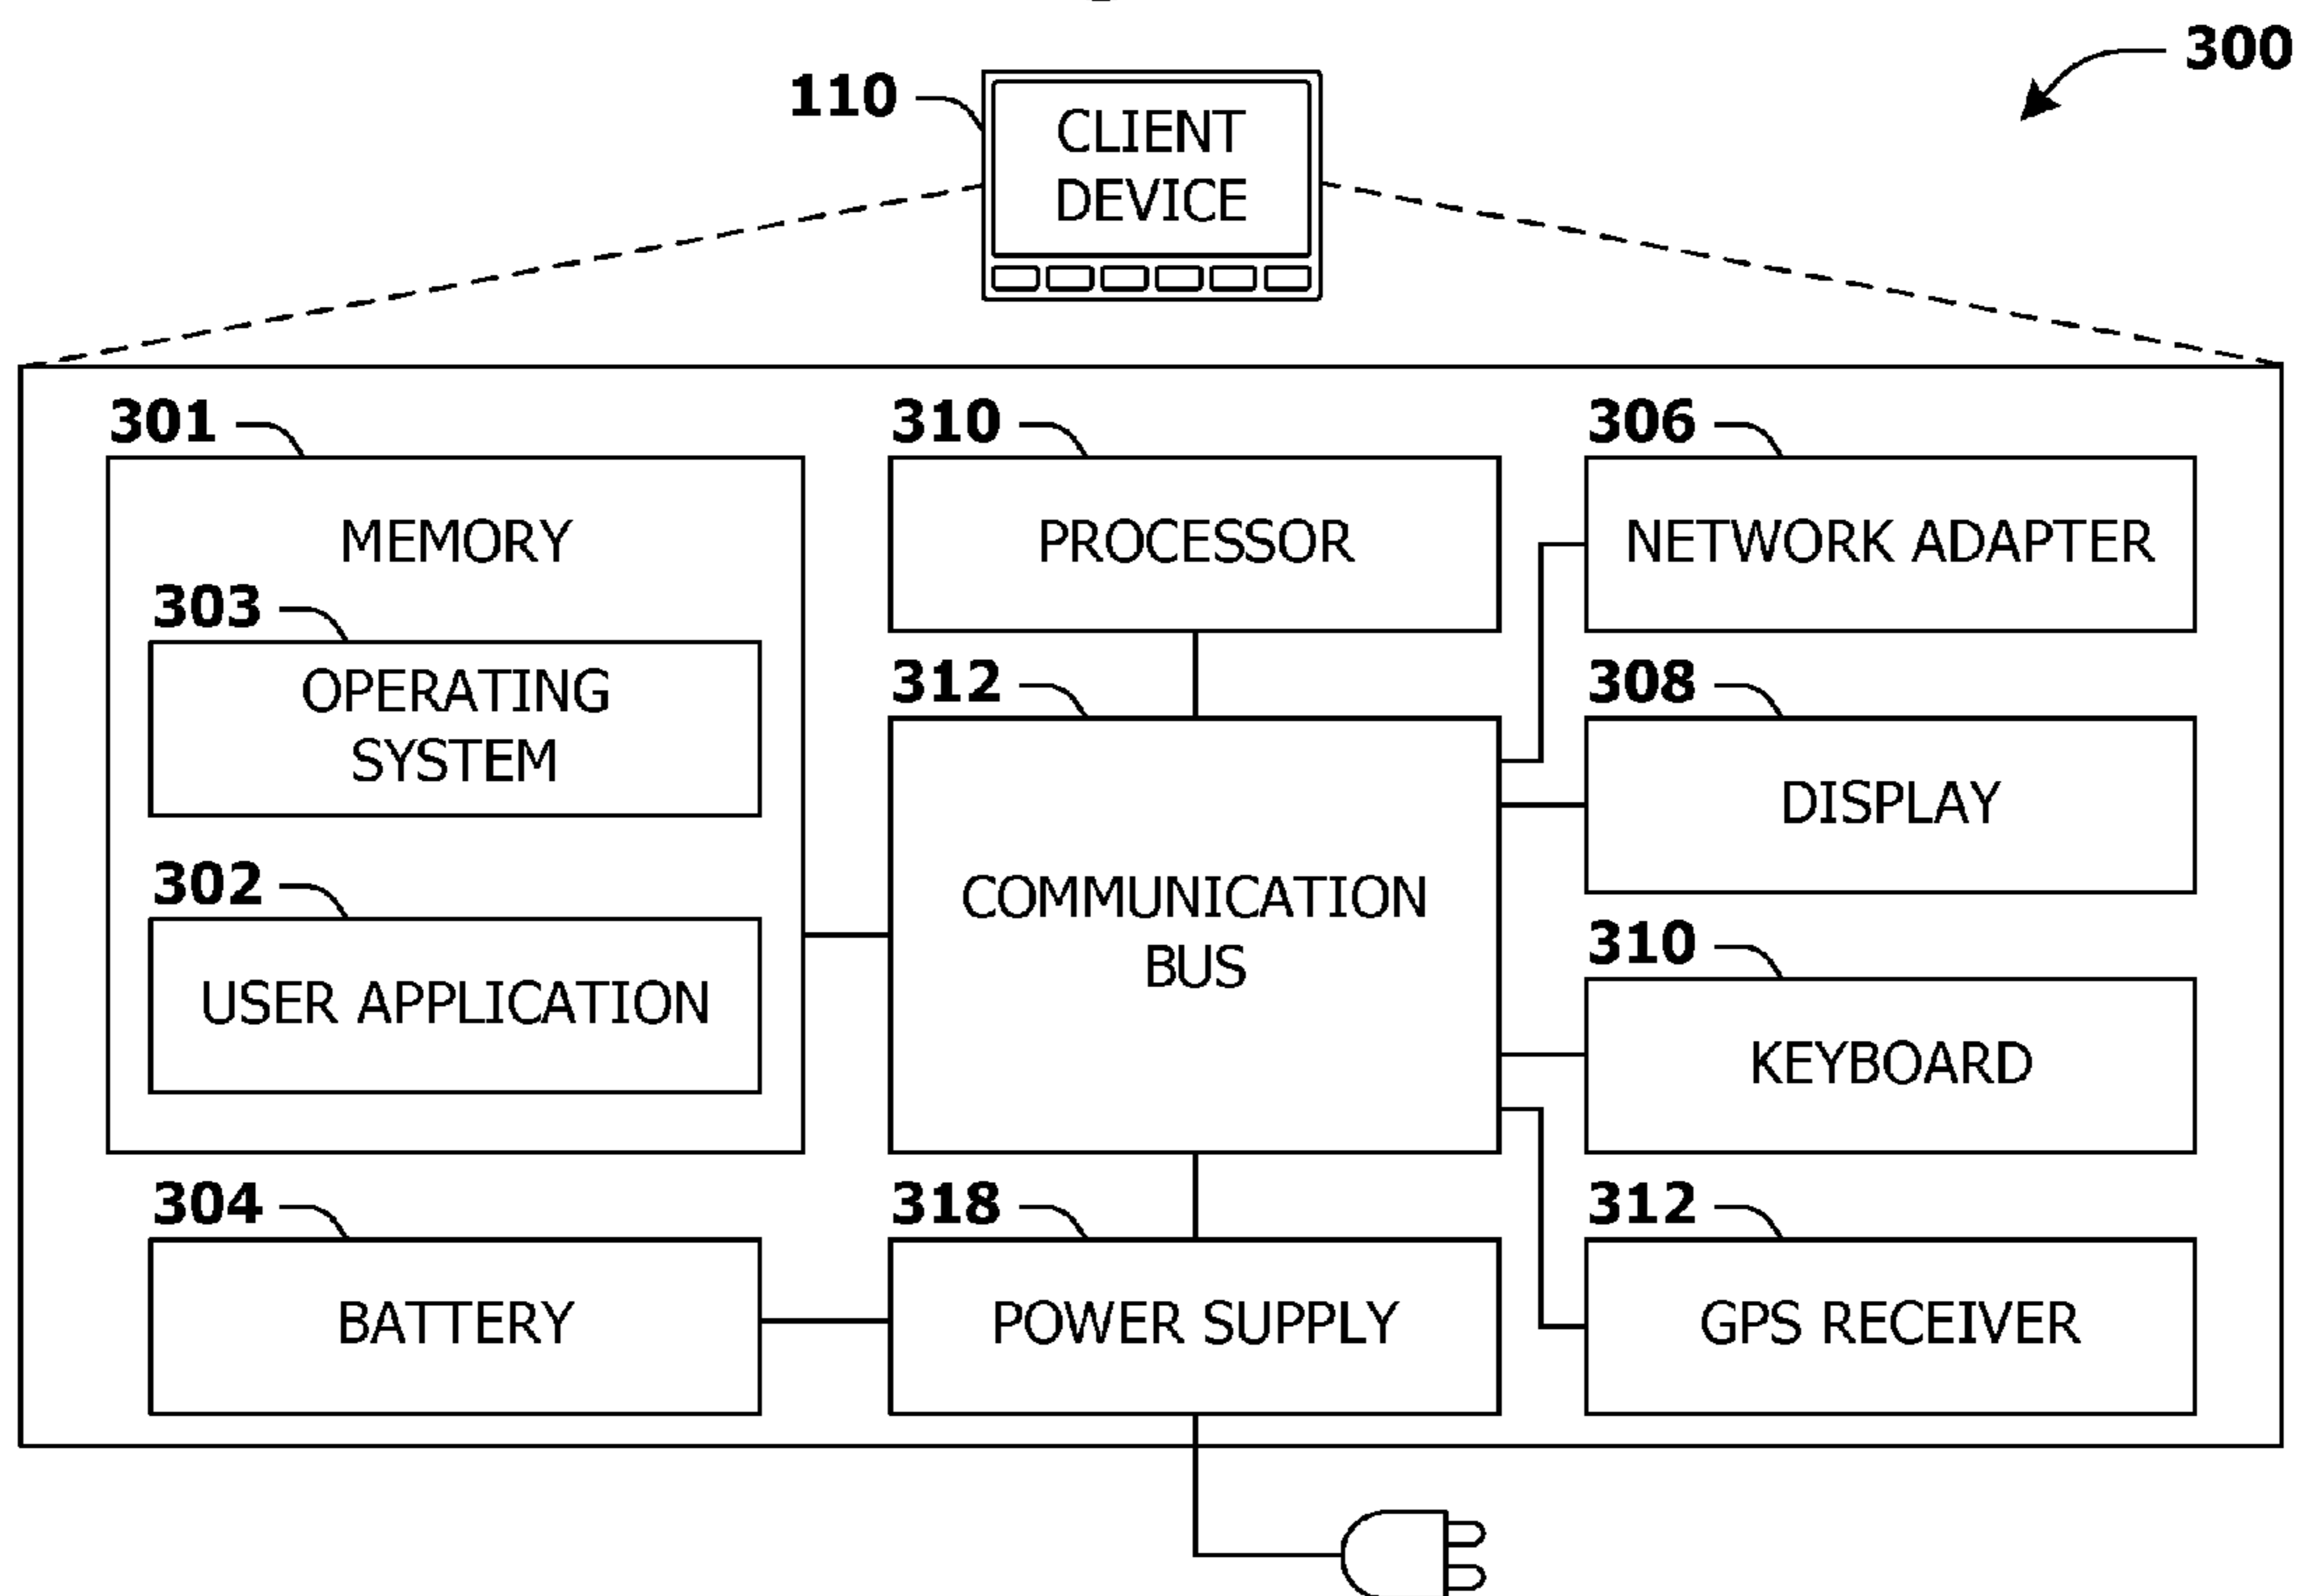 300
110
CLIENT
DEVICE
301
310
306
MEMORY
PROCESSOR
NETWORK ADAPTER
303
OPERATING
SYSTEM
312
308
DISPLAY
302
USER APPLICATION
COMMUNICATION
BUS
310
KEYBOARD
304
318
312
BATTERY
POWER SUPPLY
GPS RECEIVER